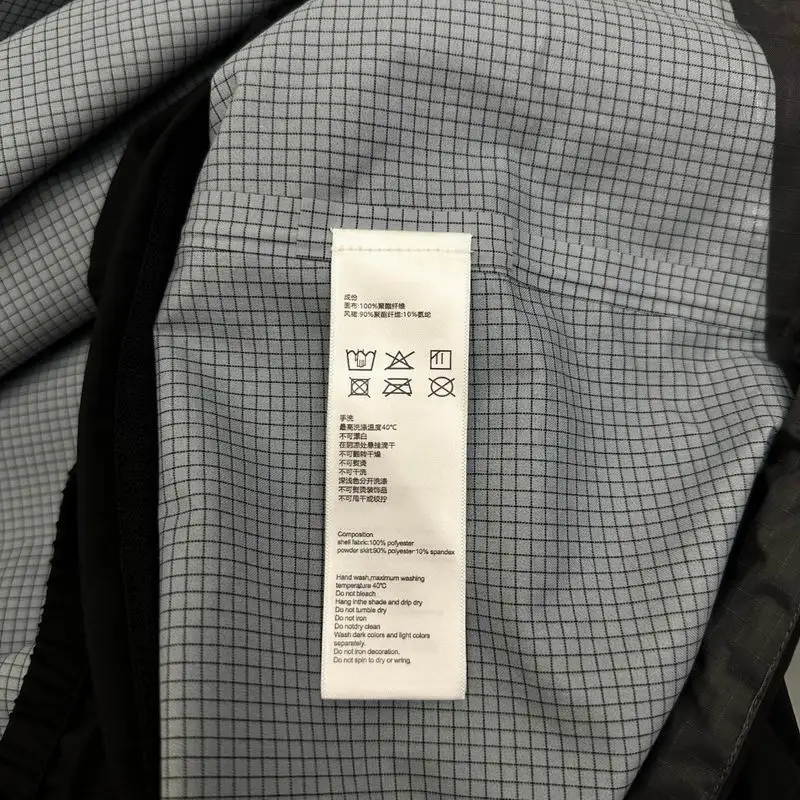 成份
面布:100%聚酯纤维
风裙:90%聚酯纤维:10%氨纶
手洗
最高洗涤温度40℃
不可漂白
在阴凉处悬挂滴干
不可翻转干燥
不可熨烫
不可干洗
深浅色分开洗涤
不可熨烫装饰品
不可甩干或咬拧
Composition
shell fabric:100% polyester
powder skirt:90% polyester:10% spandex
Hand wash,maximum washing
temperature 40℃
Do not bleach
Hang inthe shade and drip dry
Do not tumble dry
Do not iron
Do notdry clean
Wash dark colors and light colors
separately.
Do not iron decoration.
Do not spin to dry or wring.